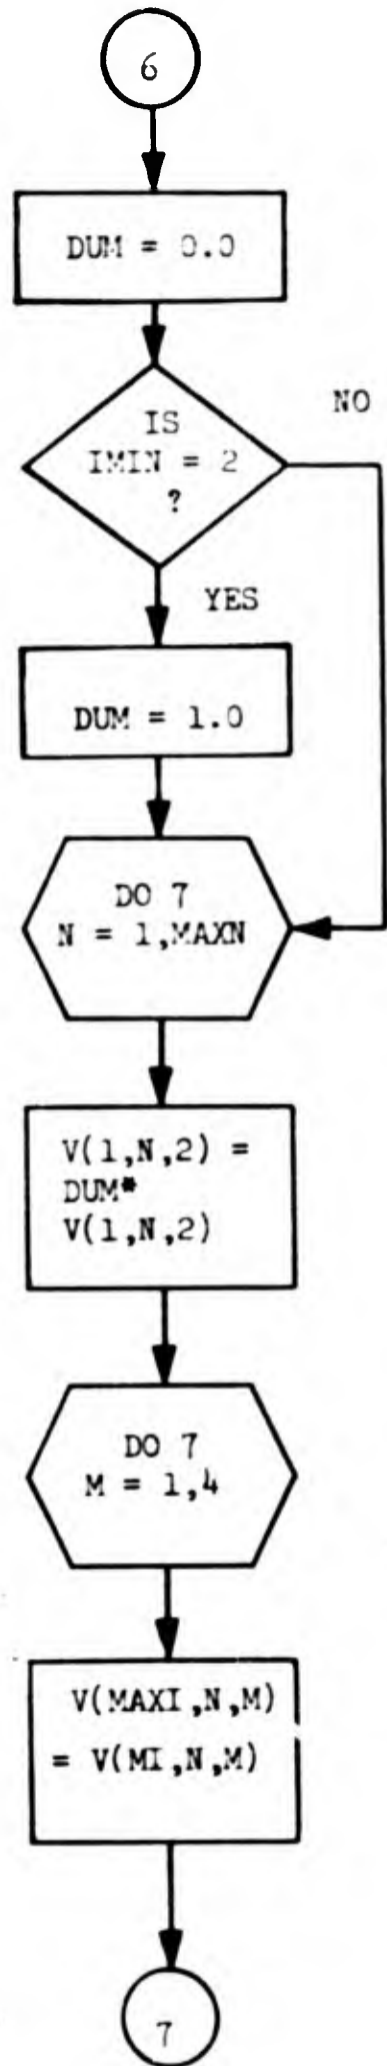 6
DUM = 0.0
NO
IS
IMIN = 2
?
YES
DUM = 1.0
DO 7
N = 1,MAXN
V(1,N,2) =
DUM*
V(1,N,2)
DO 7
M = 1,4
V(MAXI,N,M)
= V(MI,N,M)
7